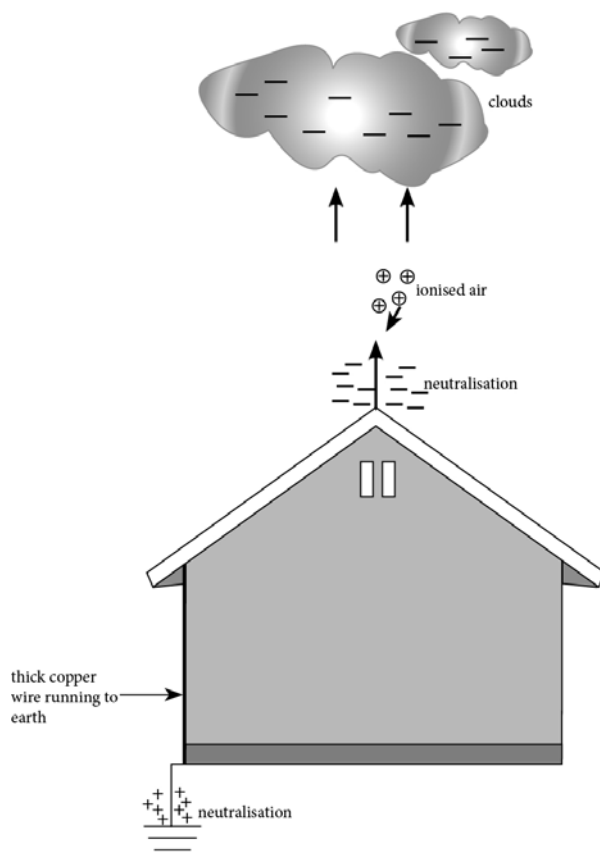 clouds
ionised air
neutralisation
thick copper
wire running to
earth
neutralisation